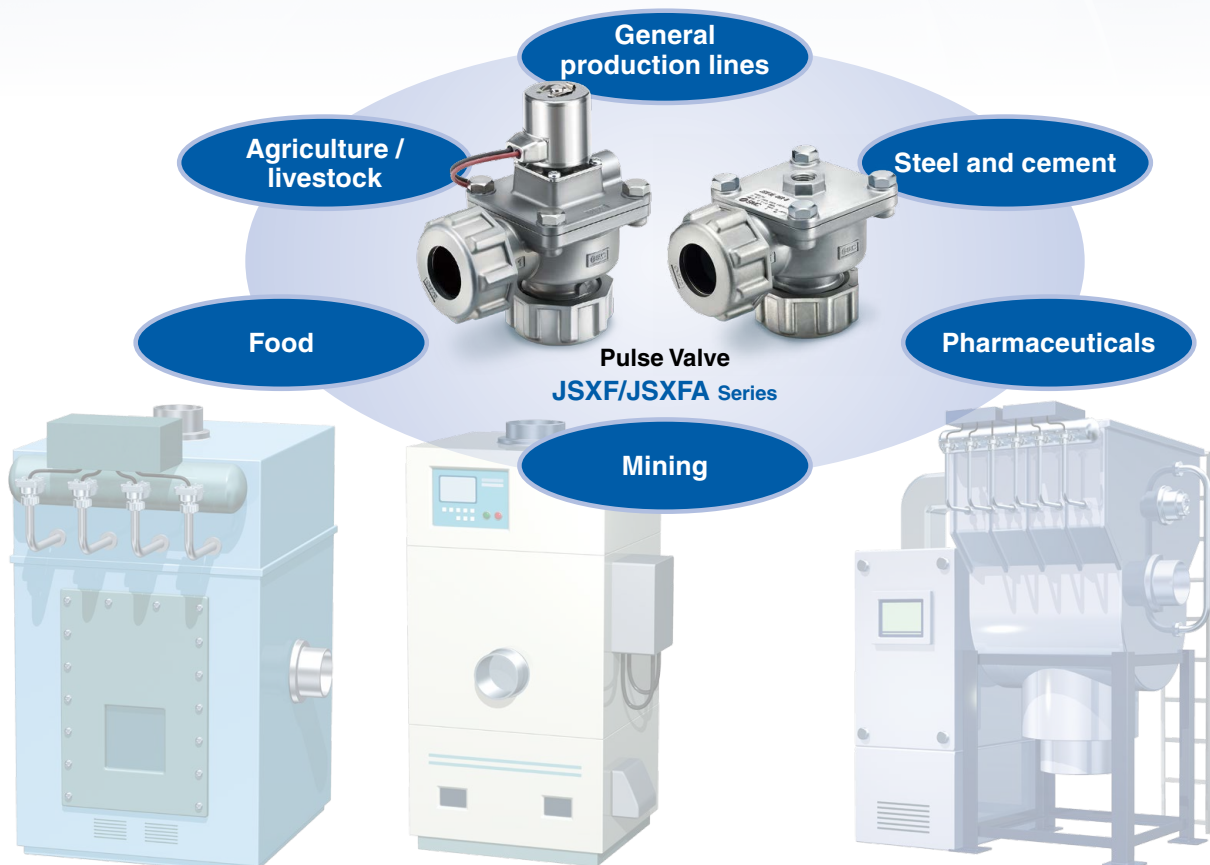 General
production lines
Agriculture /
livestock
Steel and cement
Food
Pharmaceuticals
Pulse Valve
JSXF/JSXFA Series
Mining